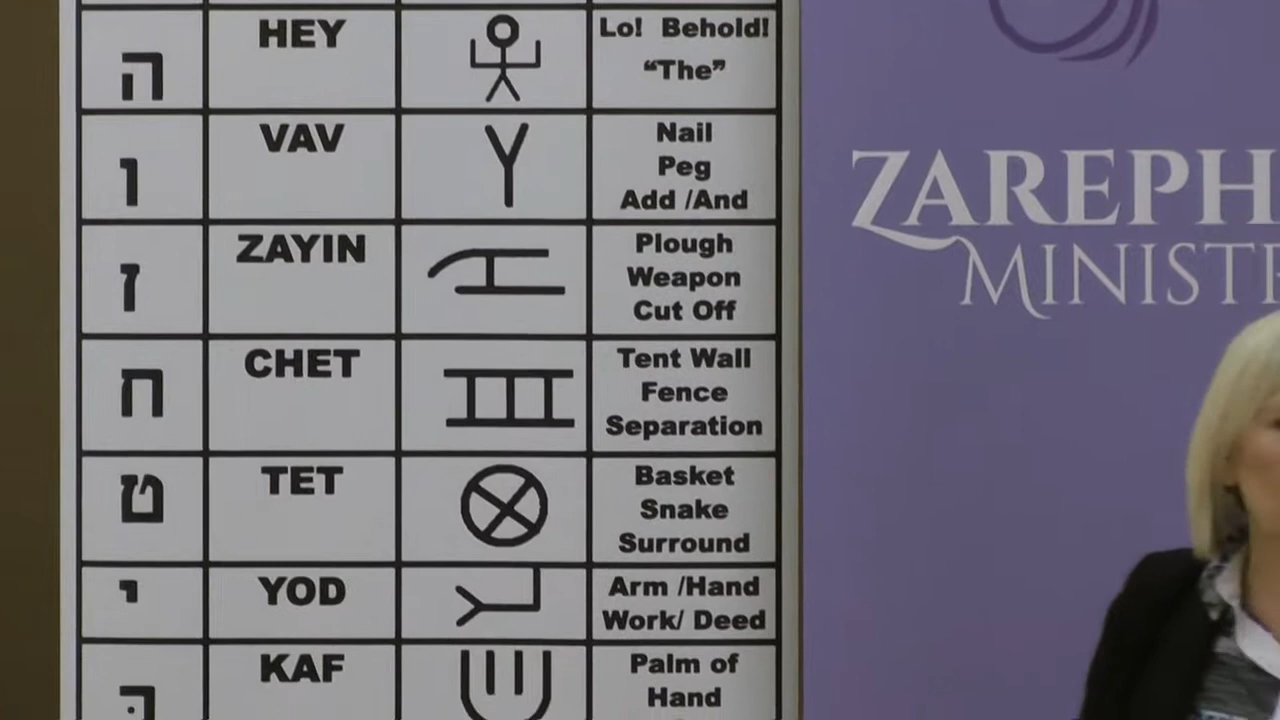 ה HEY Lo! Behold!
“The”
ו VAV Nail
Peg
Add /And
ז ZAYIN Plough
Weapon
Cut Off
ח CHET Tent Wall
Fence
Separation
ט TET Basket
Snake
Surround
י YOD Arm /Hand
Work/ Deed
כּ KAF Palm of
Hand
ZAREPH
MINISTR